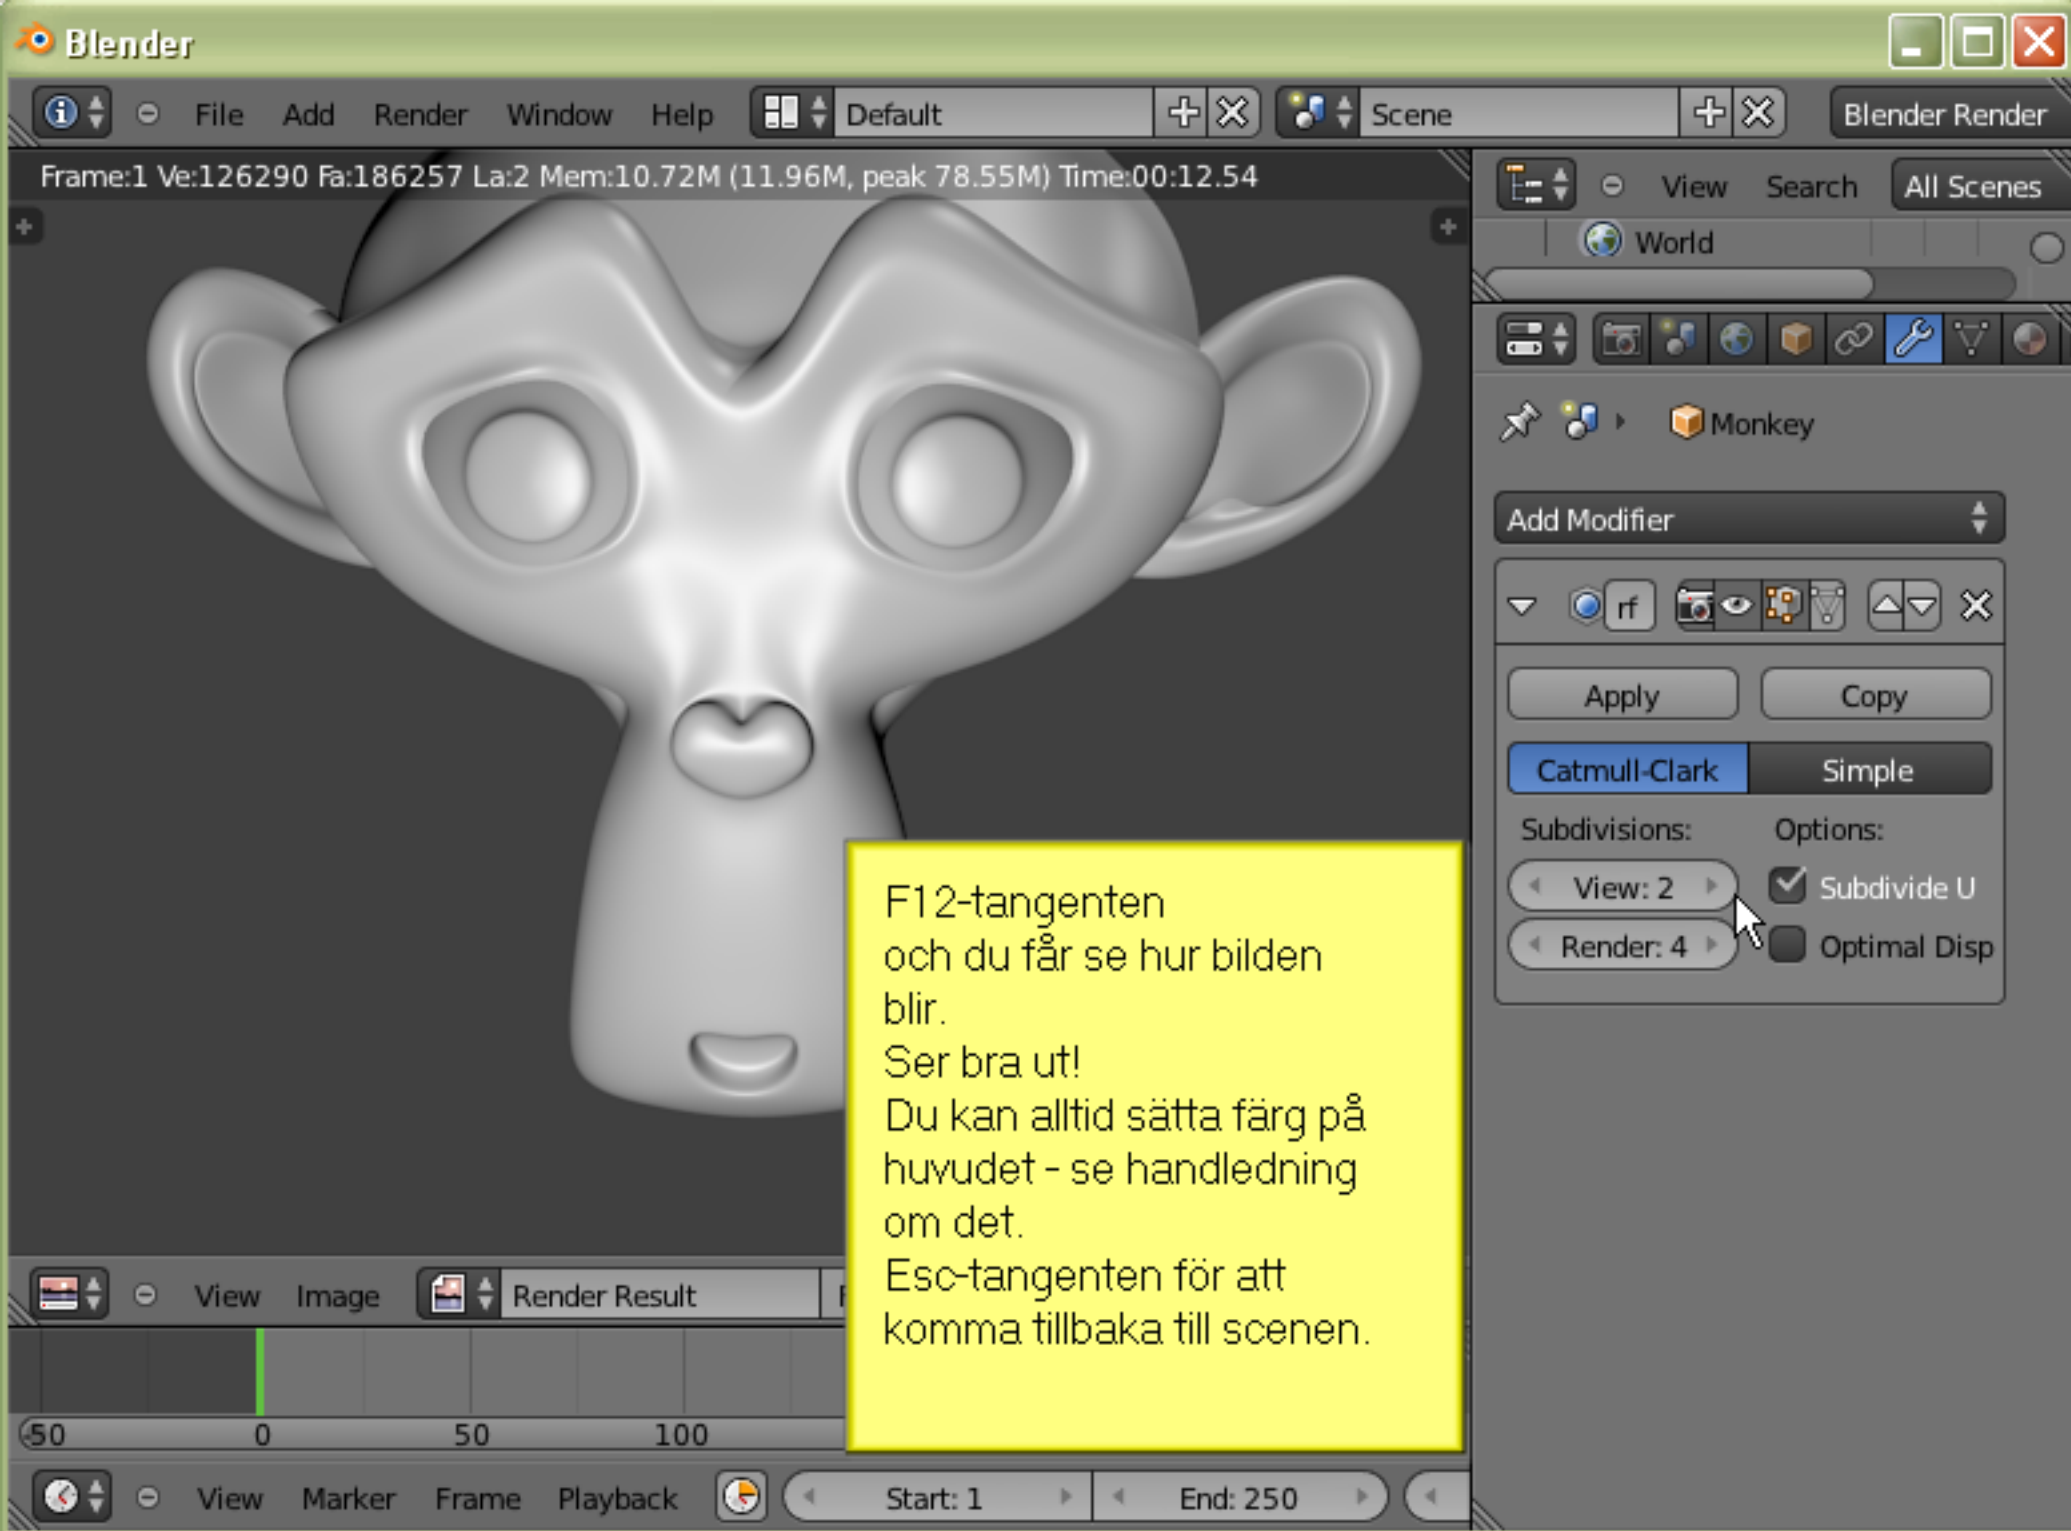 Blender
File Add Render Window Help Default Scene Blender Render
Frame:1 Ve:126290 Fa:186257 La:2 Mem:10.72M (11.96M, peak 78.55M) Time:00:12.54
View Search All Scenes
World
Monkey
Add Modifier
rf
Apply Copy
Catmull-Clark Simple
Subdivisions: Options:
View: 2 Subdivide U
Render: 4 Optimal Disp
F12-tangenten
och du får se hur bilden
blir.
Ser bra ut!
Du kan alltid sätta färg på
huvudet - se handledning
om det.
Esc-tangenten för att
komma tillbaka till scenen.
View Image Render Result
-50 0 50 100
View Marker Frame Playback Start: 1 End: 250